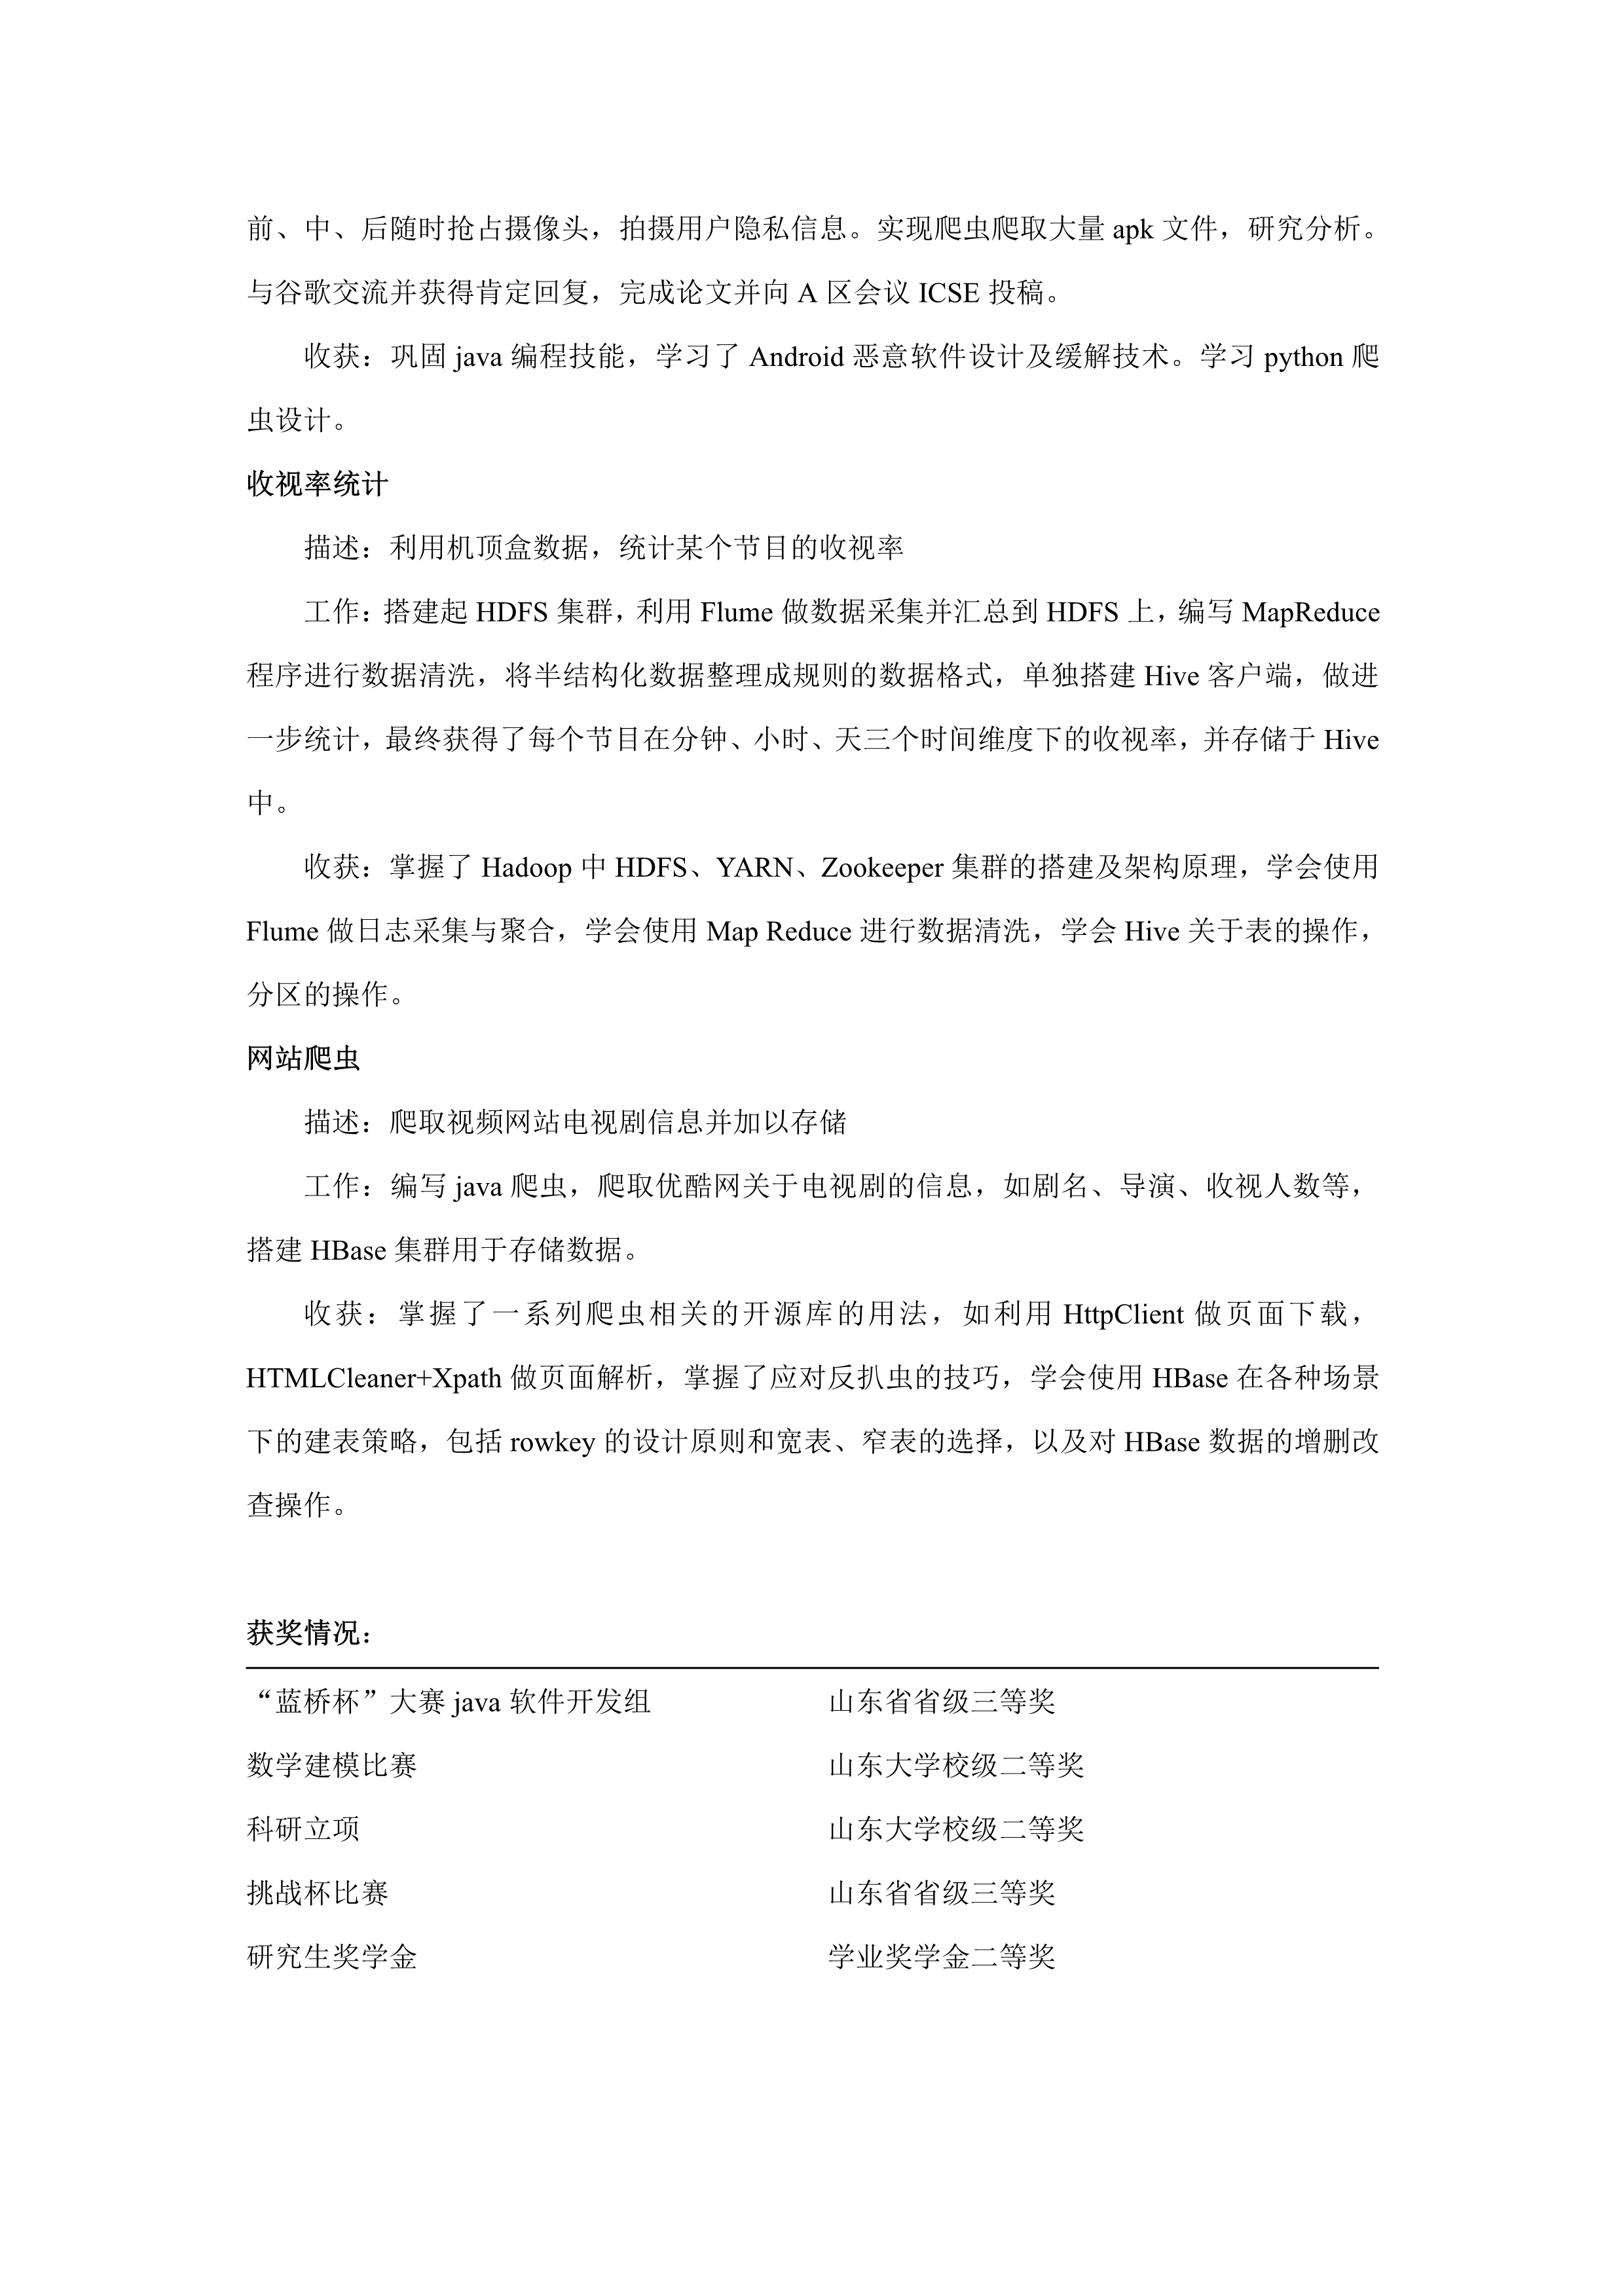 前、中、后随时抢占摄像头，拍摄用户隐私信息。实现爬虫爬取大量 apk 文件，研究分析。
与谷歌交流并获得肯定回复，完成论文并向 A 区会议 ICSE 投稿。
收获：巩固 java 编程技能，学习了 Android 恶意软件设计及缓解技术。学习 python 爬
虫设计。
收视率统计
描述：利用机顶盒数据，统计某个节目的收视率
工作：搭建起 HDFS 集群，利用 Flume 做数据采集并汇总到 HDFS 上，编写 MapReduce
程序进行数据清洗，将半结构化数据整理成规则的数据格式，单独搭建 Hive 客户端，做进
一步统计，最终获得了每个节目在分钟、小时、天三个时间维度下的收视率，并存储于 Hive
中。
收获：掌握了 Hadoop 中 HDFS、YARN、Zookeeper 集群的搭建及架构原理，学会使用
Flume 做日志采集与聚合，学会使用 Map Reduce 进行数据清洗，学会 Hive 关于表的操作，
分区的操作。
网站爬虫
描述：爬取视频网站电视剧信息并加以存储
工作：编写 java 爬虫，爬取优酷网关于电视剧的信息，如剧名、导演、收视人数等，
搭建 HBase 集群用于存储数据。
收获：掌握了一系列爬虫相关的开源库的用法，如利用 HttpClient 做页面下载，
HTMLCleaner+Xpath 做页面解析，掌握了应对反扒虫的技巧，学会使用 HBase 在各种场景
下的建表策略，包括 rowkey 的设计原则和宽表、窄表的选择，以及对 HBase 数据的增删改
查操作。
获奖情况：
“蓝桥杯”大赛 java 软件开发组 山东省省级三等奖
数学建模比赛 山东大学校级二等奖
科研立项 山东大学校级二等奖
挑战杯比赛 山东省省级三等奖
研究生奖学金 学业奖学金二等奖